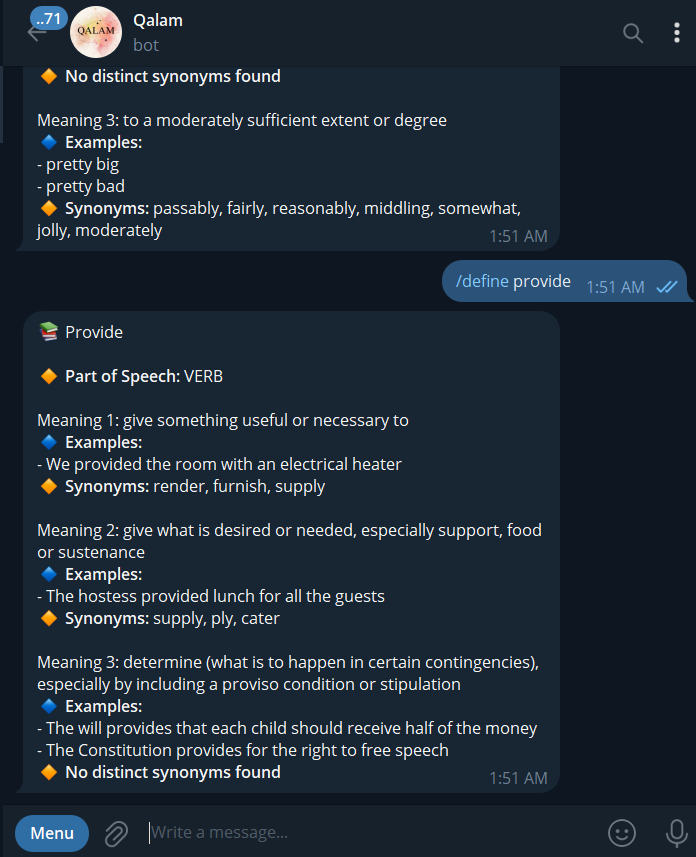 ..71
QALAM
Qalam
bot
🔶 No distinct synonyms found
Meaning 3: to a moderately sufficient extent or degree
🔷 Examples:
- pretty big
- pretty bad
🔶 Synonyms: passably, fairly, reasonably, middling, somewhat,
jolly, moderately
1:51 AM
/define provide
1:51 AM
📚 Provide
🔶 Part of Speech: VERB
Meaning 1: give something useful or necessary to
🔷 Examples:
- We provided the room with an electrical heater
🔶 Synonyms: render, furnish, supply
Meaning 2: give what is desired or needed, especially support, food
or sustenance
🔷 Examples:
- The hostess provided lunch for all the guests
🔶 Synonyms: supply, ply, cater
Meaning 3: determine (what is to happen in certain contingencies),
especially by including a proviso condition or stipulation
🔷 Examples:
- The will provides that each child should receive half of the money
- The Constitution provides for the right to free speech
🔶 No distinct synonyms found
1:51 AM
Menu
Write a message...